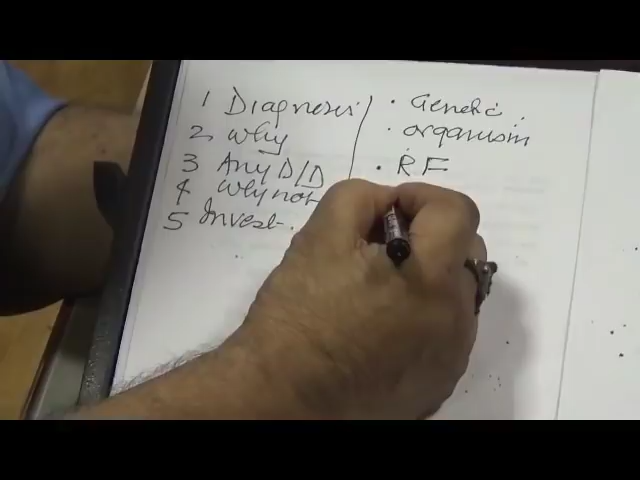 1 Diagnosis
2 Why
3 Any D/D
4 Why not
5 Invest.
• Genetic
• organism
• RF